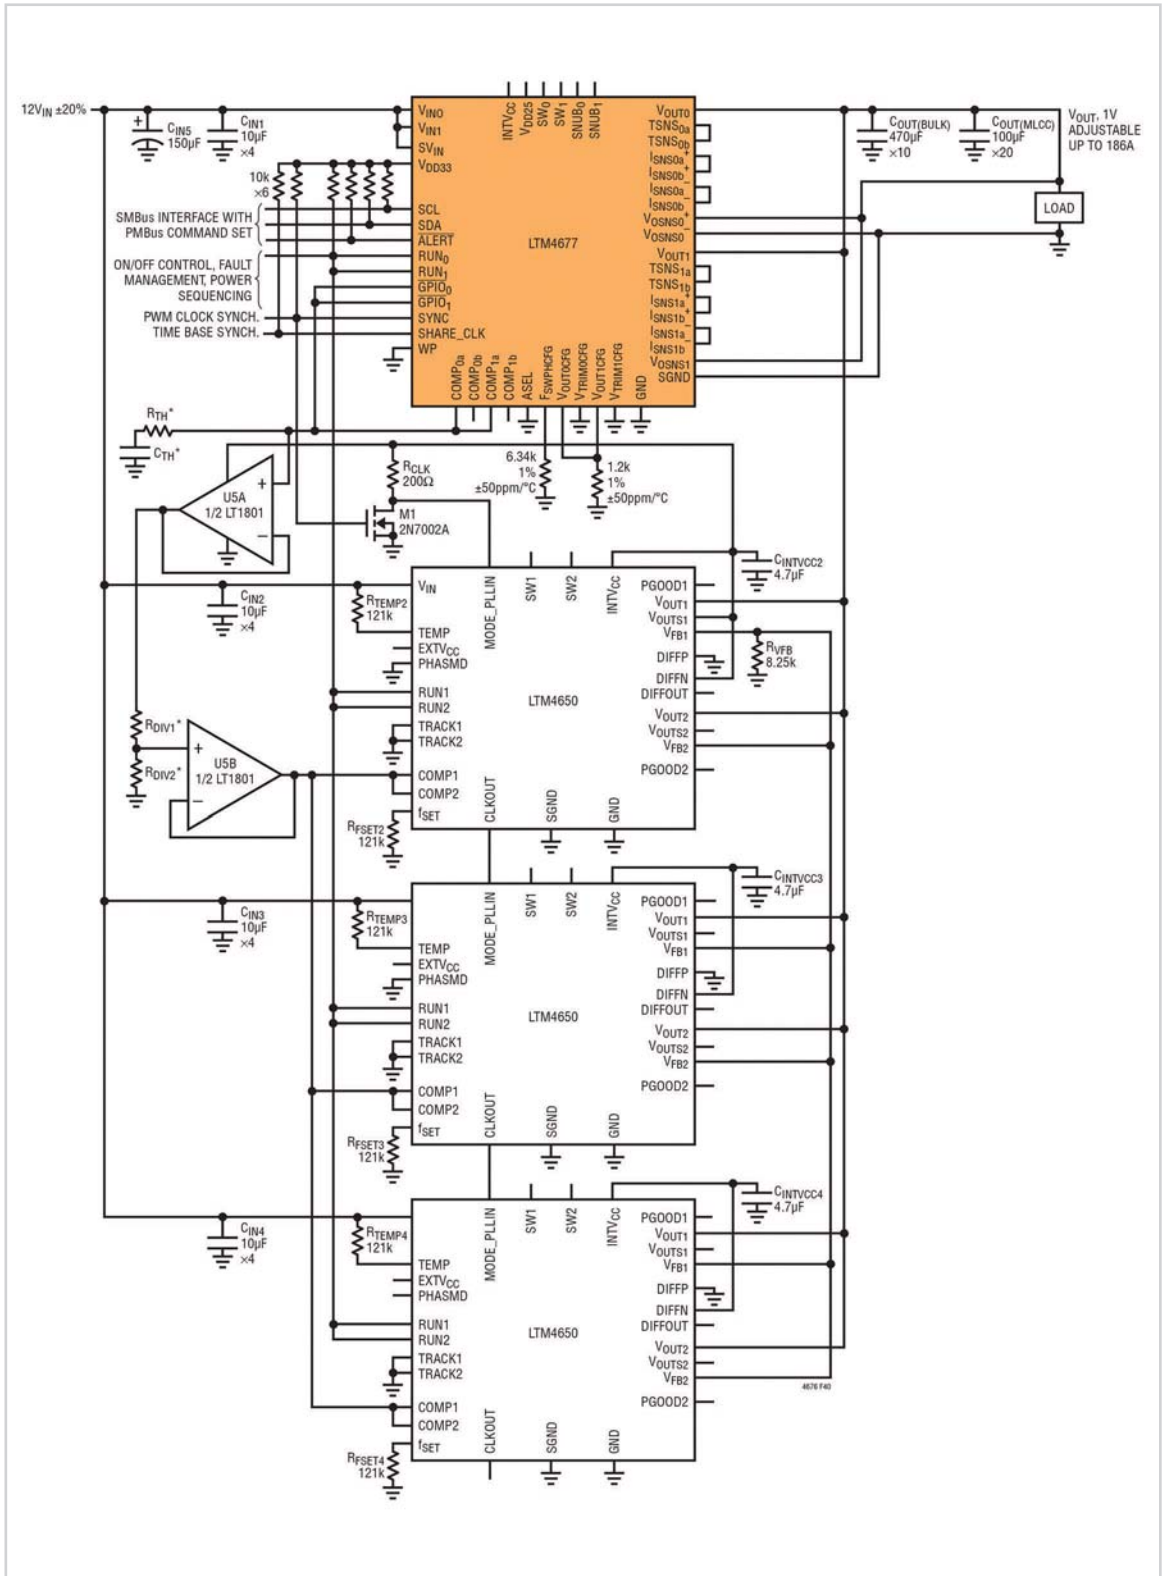 12VIN ±20%
CIN5
150µF
CIN1
10µF
×4
10k
×6
SMBus INTERFACE WITH
PMBus COMMAND SET
ON/OFF CONTROL, FAULT
MANAGEMENT, POWER
SEQUENCING
PWM CLOCK SYNCH.
TIME BASE SYNCH.
VIN0
VIN1
SVIN
VDD33
SCL
SDA
ALERT
RUN0
RUN1
GPIO0
GPIO1
SYNC
SHARE_CLK
WP
INTVCC
VDD25
SW0
SW1
SNUB0
SNUB1
LTM4677
VOUT0
TSNS0a
TSNS0b
ISNS0a+
ISNS0b+
ISNS0a–
ISNS0b–
VOSNS0+
VOSNS0–
VOUT1
TSNS1a
TSNS1b
ISNS1a+
ISNS1b+
ISNS1a–
ISNS1b–
VOSNS1
SGND
COMP0a
COMP0b
COMP1a
COMP1b
ASEL
FSWPHCFG
VOUT0CFG
VTRIM0CFG
VOUT1CFG
VTRIM1CFG
GND
COUT(BULK)
470µF
×10
COUT(MLCC)
100µF
×20
VOUT, 1V
ADJUSTABLE
UP TO 186A
LOAD
RTH*
CTH*
U5A
1/2 LT1801
+
–
RCLK
200Ω
M1
2N7002A
6.34k
1%
±50ppm/°C
1.2k
1%
±50ppm/°C
CIN2
10µF
×4
RTEMP2
121k
VIN
TEMP
EXTVCC
PHASMD
RUN1
RUN2
TRACK1
TRACK2
COMP1
COMP2
fSET
RFSET2
121k
MODE_PLLIN
SW1
SW2
INTVCC
LTM4650
CLKOUT
SGND
GND
CINTVCC2
4.7µF
PGOOD1
VOUT1
VOUTS1
VFB1
DIFFP
DIFFN
DIFFOUT
VOUT2
VOUTS2
VFB2
PGOOD2
RVFB
8.25k
RDIV1*
RDIV2*
U5B
1/2 LT1801
+
–
CIN3
10µF
×4
RTEMP3
121k
TEMP
EXTVCC
PHASMD
RUN1
RUN2
TRACK1
TRACK2
COMP1
COMP2
fSET
RFSET3
121k
MODE_PLLIN
SW1
SW2
INTVCC
LTM4650
CLKOUT
SGND
GND
CINTVCC3
4.7µF
PGOOD1
VOUT1
VOUTS1
VFB1
DIFFP
DIFFN
DIFFOUT
VOUT2
VOUTS2
VFB2
PGOOD2
CIN4
10µF
×4
RTEMP4
121k
TEMP
EXTVCC
PHASMD
RUN1
RUN2
TRACK1
TRACK2
COMP1
COMP2
fSET
RFSET4
121k
MODE_PLLIN
SW1
SW2
INTVCC
LTM4650
CLKOUT
SGND
GND
CINTVCC4
4.7µF
PGOOD1
VOUT1
VOUTS1
VFB1
DIFFP
DIFFN
DIFFOUT
VOUT2
VOUTS2
VFB2
PGOOD2
4676 F40